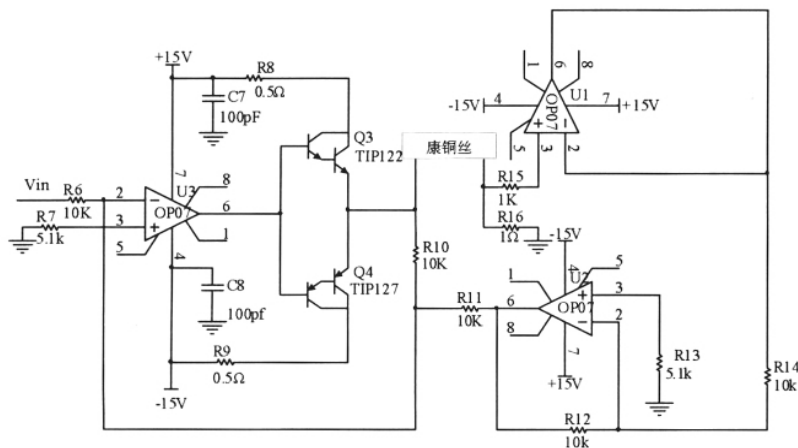 +15V
R8
0.5Ω
C7
100pF
Q3
TIP122
7
U3
8
Vin
R6
10K
2
OP07
6
R7
5.1k
3
5
1
4
C8
100pf
Q4
TIP127
R9
0.5Ω
-15V
康铜丝
R10
10K
1
6
8
-15V
4
OP07
U1
7
+15V
5
+
3
−
2
R15
1K
R16
1Ω
-15V
4
U2
5
1
R11
10K
6
OP07
+
3
−
2
8
7
+15V
R13
5.1k
R14
10k
R12
10k